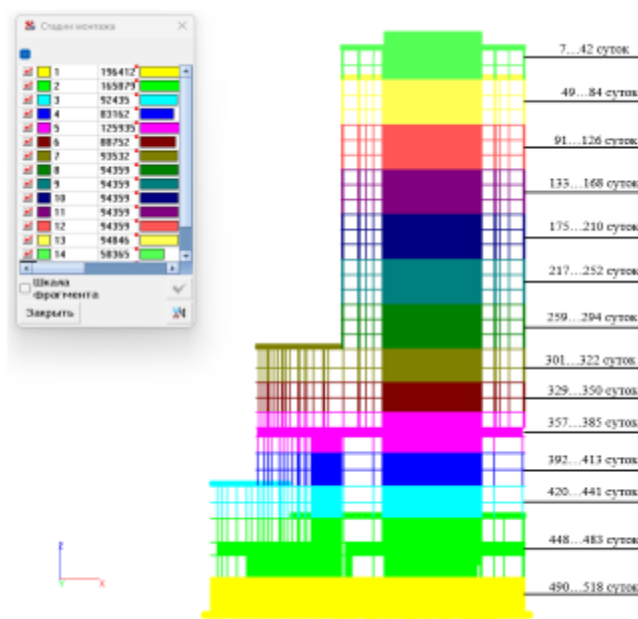 Стадии монтажа
1 196412
2 165879
3 92435
4 83162
5 125935
6 88752
7 93532
8 94359
9 94359
10 94359
11 94359
12 94359
13 94846
14 58365
Шкала
фрагмента
Закрыть
7...42 суток
49...84 суток
91...126 суток
133...168 суток
175...210 суток
217...252 суток
259...294 суток
301...322 суток
329...350 суток
357...385 суток
392...413 суток
420...441 суток
448...483 суток
490...518 суток
Z
Y
X